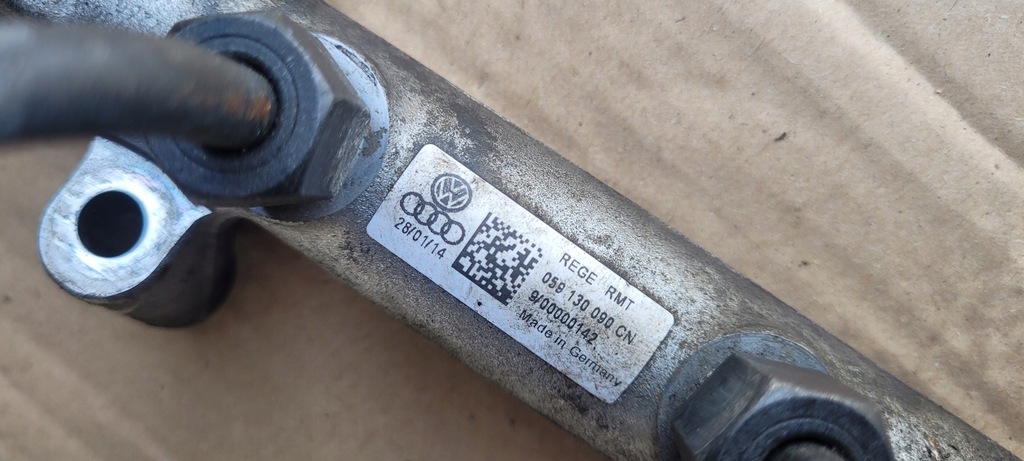 28/01/14
REGE RMT
059 130 090 CN
9/00000142
Made in Germany